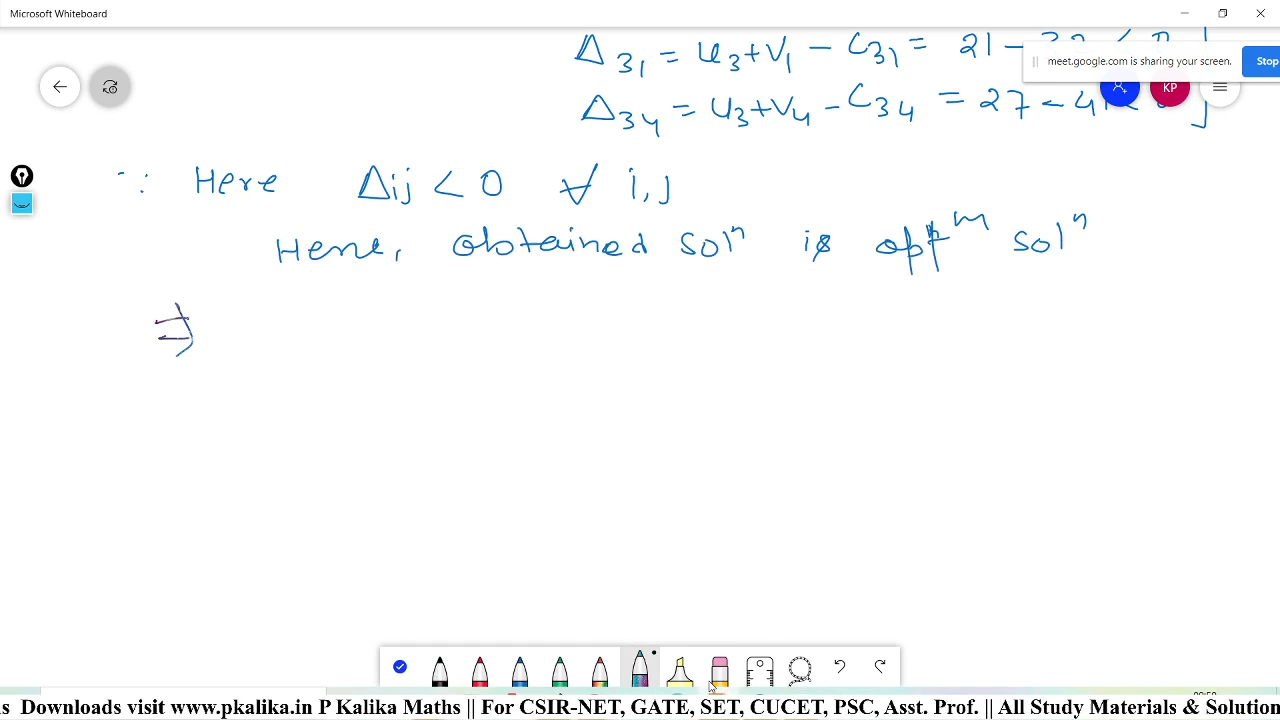 Microsoft Whiteboard
Δ31 = u3+v1 - C31 = 21 -
meet.google.com is sharing your screen.
Stop
KP
Δ34 = u3+v4 - C34 = 27 - 41 <
∵ Here Δij < 0 ∀ i,j
Hence, obtained solⁿ is optᵐ solⁿ
⇒
s Downloads visit www.pkalika.in P Kalika Maths || For CSIR-NET, GATE, SET, CUCET, PSC, Asst. Prof. || All Study Materials & Solution